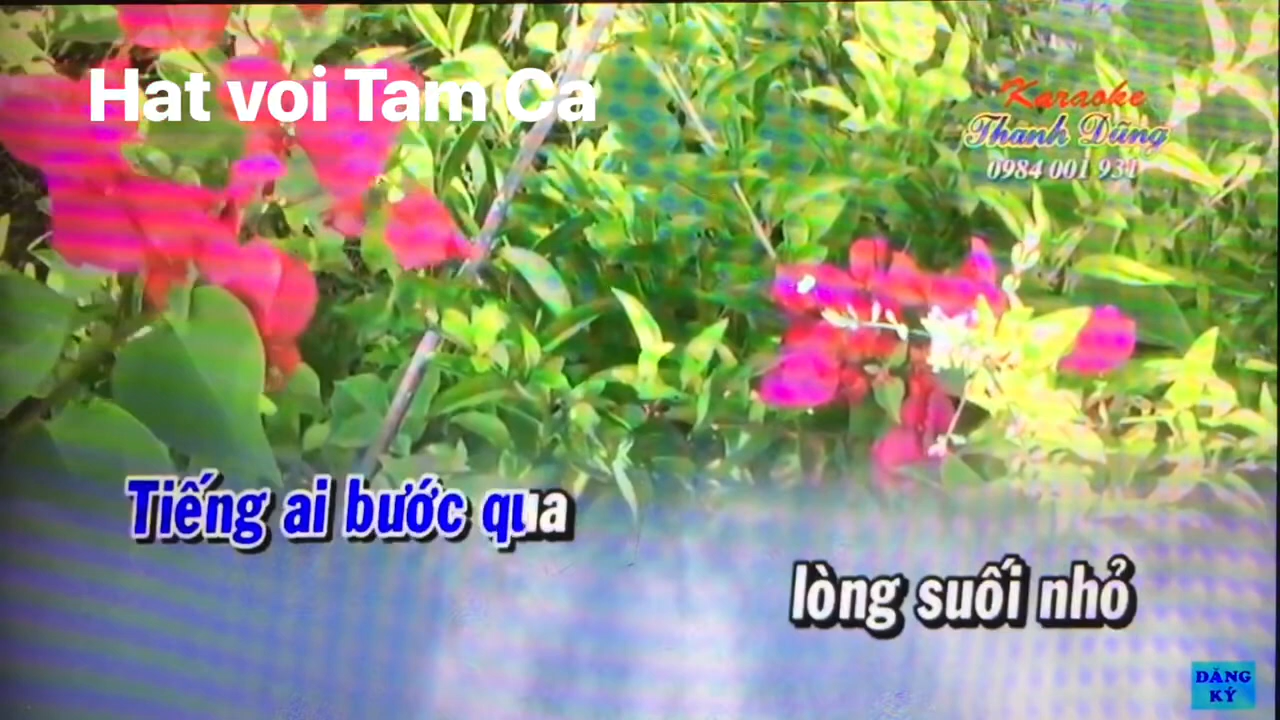 Hat voi Tam Ca
Karaoke
Thanh Dũng
0984 001 931
Tiếng ai bước qua
lòng suối nhỏ
ĐĂNG
KÝ